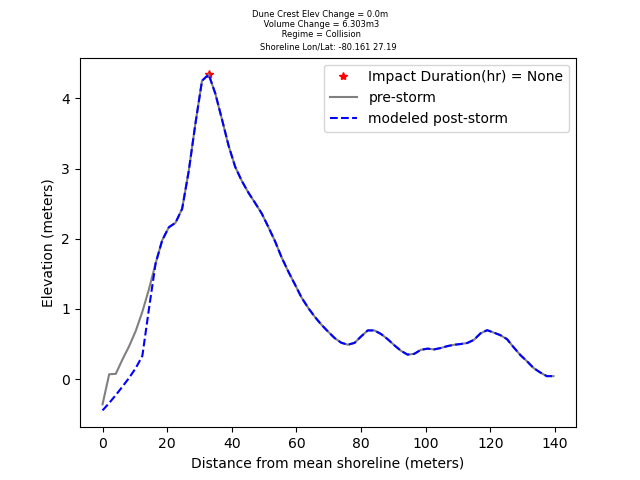 Dune Crest Elev Change = 0.0m
Volume Change = 6.303m3
Regime = Collision
Shoreline Lon/Lat: -80.161 27.19
Impact Duration(hr) = None
pre-storm
modeled post-storm
Elevation (meters)
4
3
2
1
0
0 20 40 60 80 100 120 140
Distance from mean shoreline (meters)